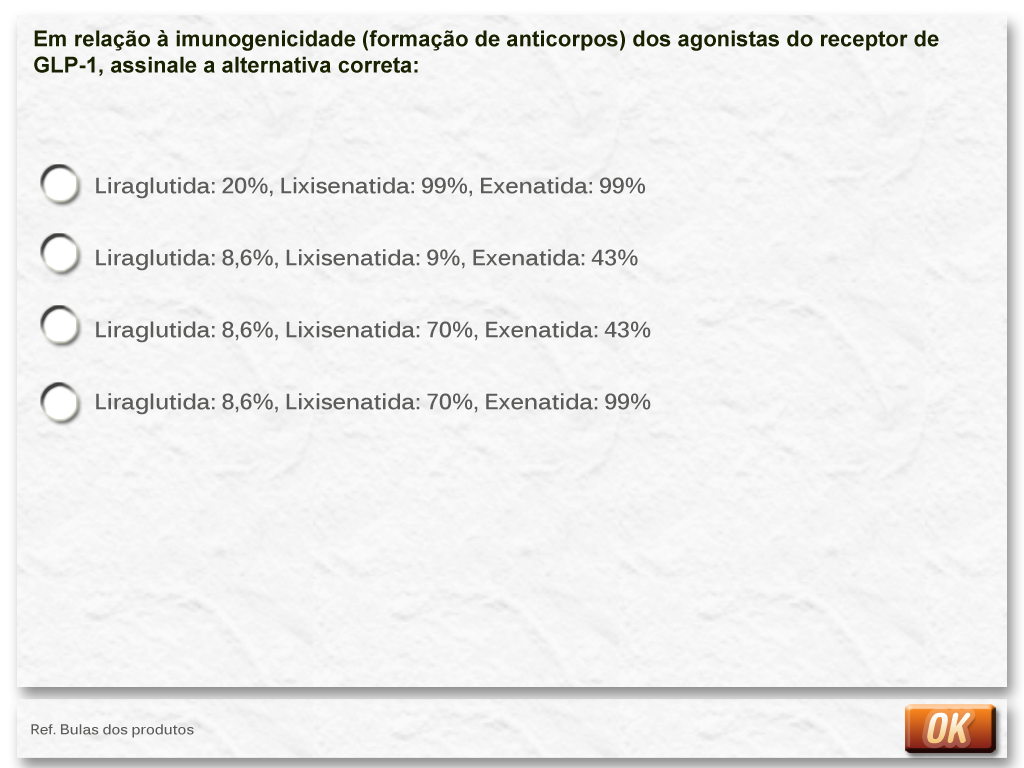 Em relação à imunogenicidade (formação de anticorpos) dos agonistas do receptor de
GLP-1, assinale a alternativa correta:
Liraglutida: 20%, Lixisenatida: 99%, Exenatida: 99%
Liraglutida: 8,6%, Lixisenatida: 9%, Exenatida: 43%
Liraglutida: 8,6%, Lixisenatida: 70%, Exenatida: 43%
Liraglutida: 8,6%, Lixisenatida: 70%, Exenatida: 99%
Ref. Bulas dos produtos
OK